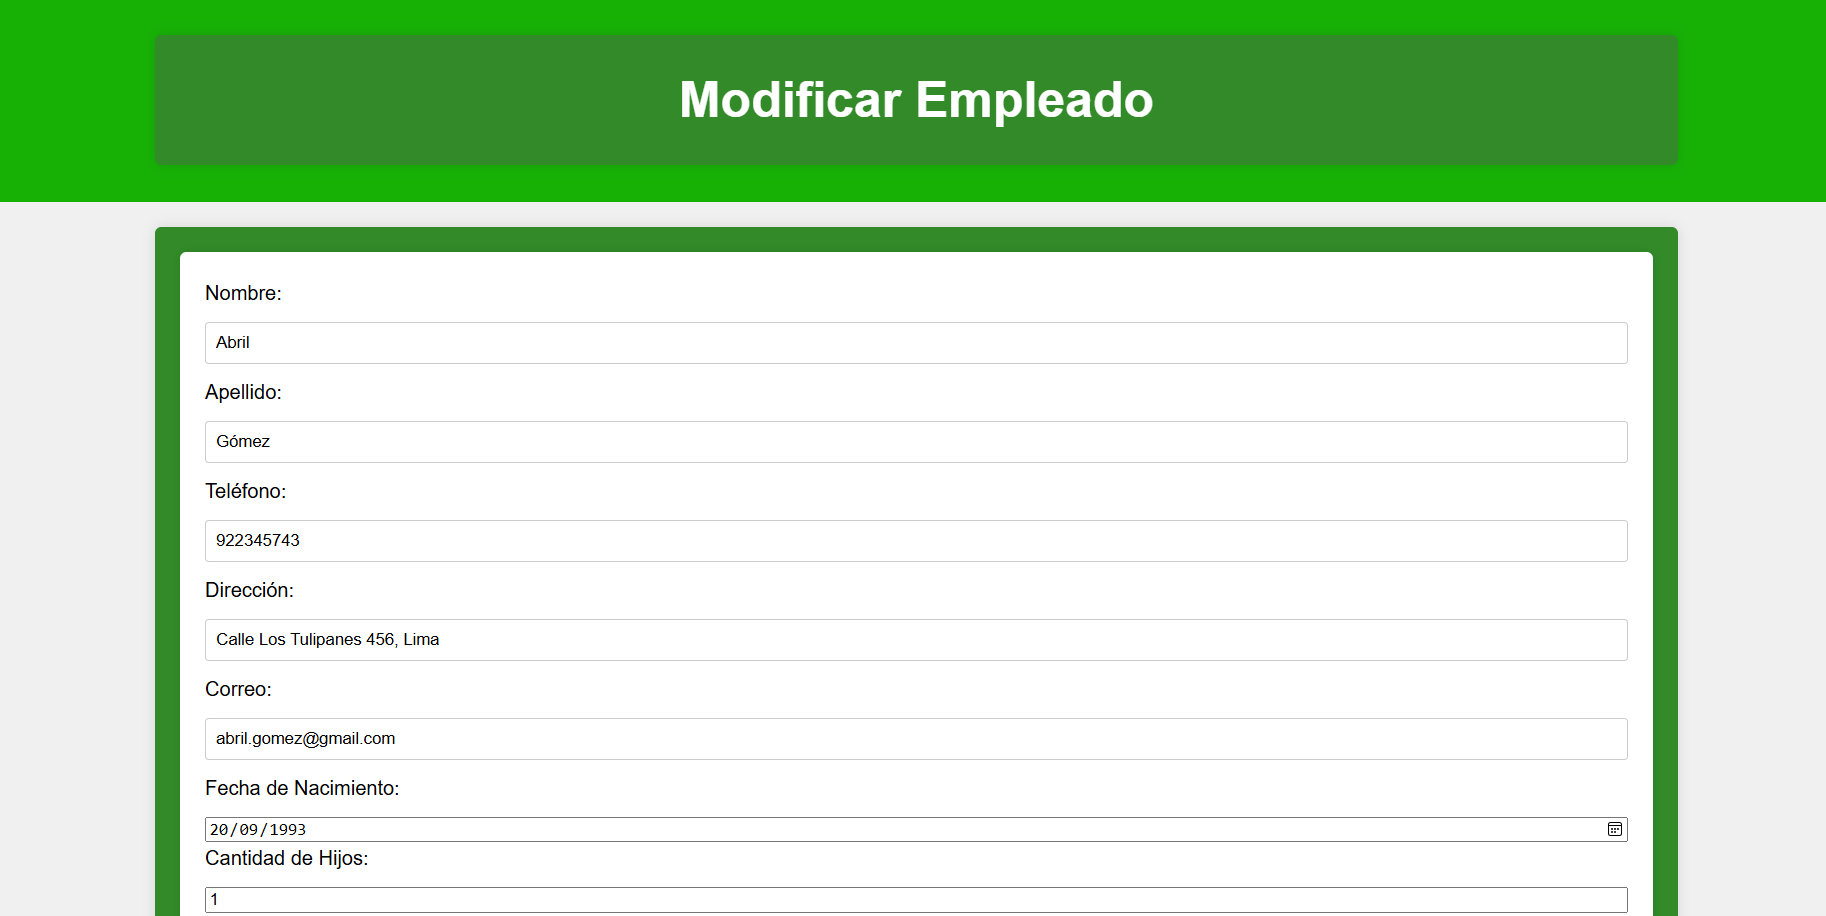 Modificar Empleado
Nombre:
Abril
Apellido:
Gómez
Teléfono:
922345743
Dirección:
Calle Los Tulipanes 456, Lima
Correo:
abril.gomez@gmail.com
Fecha de Nacimiento:
20/09/1993
Cantidad de Hijos:
1